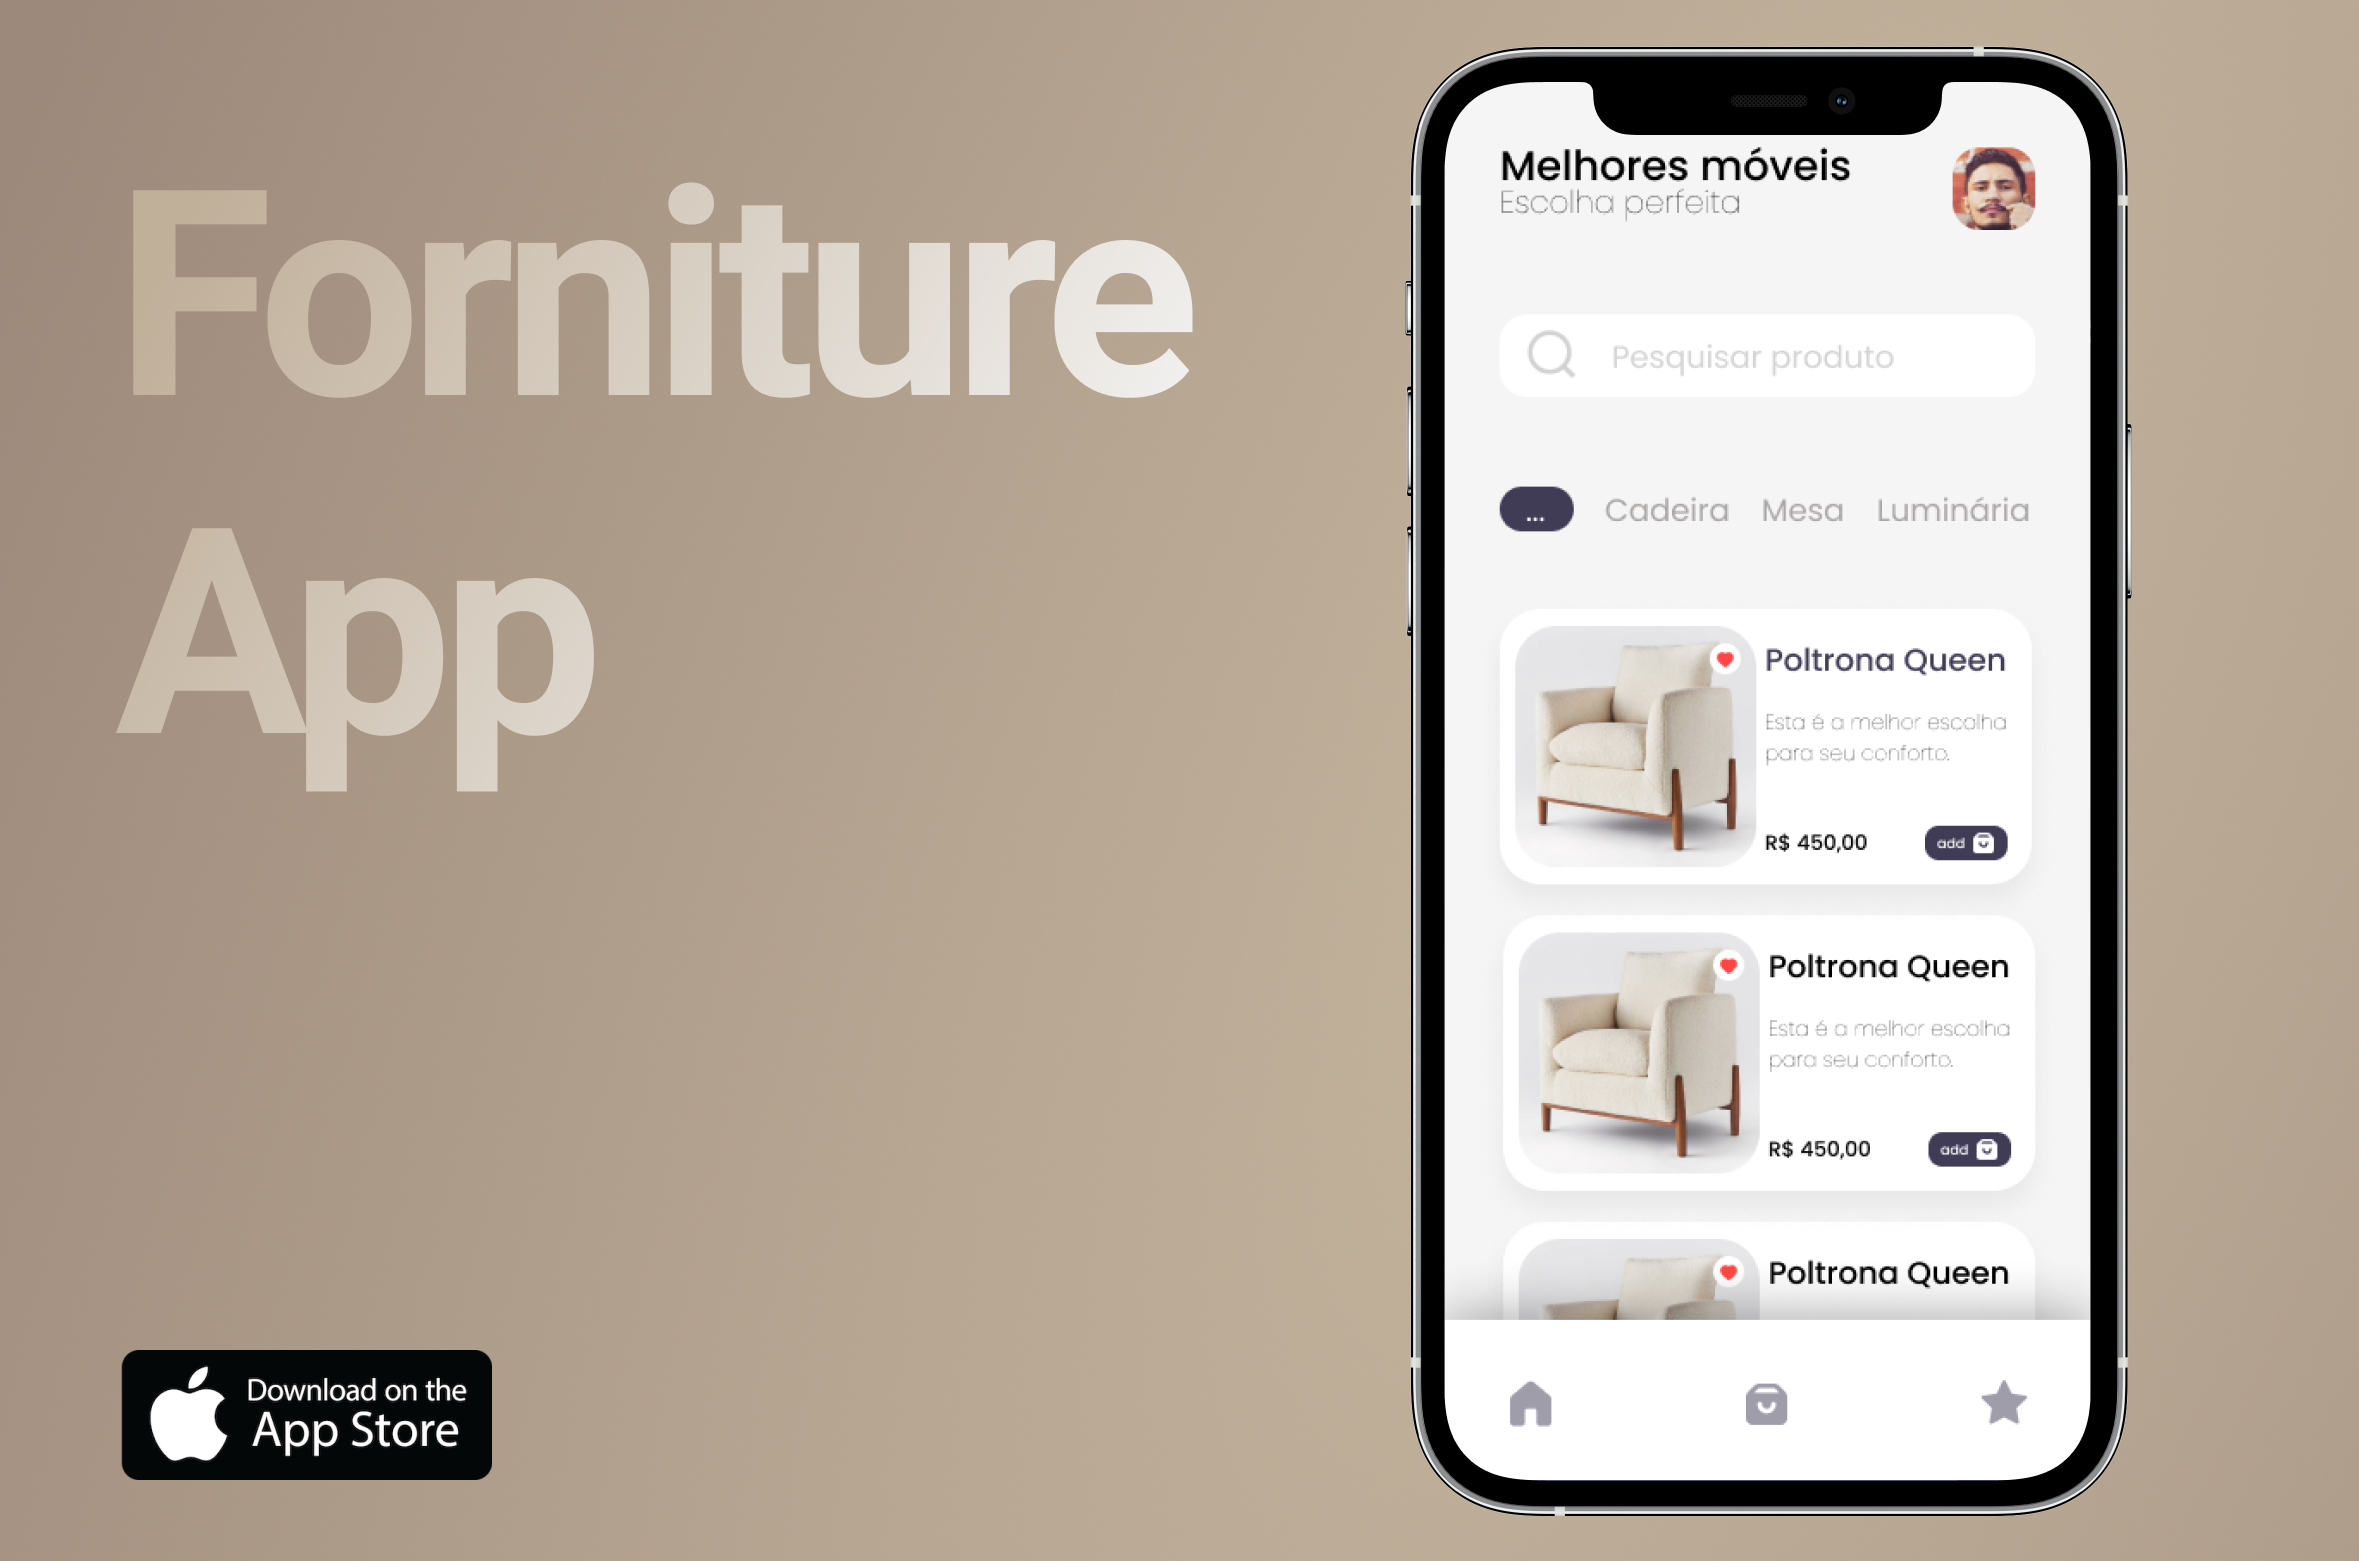 Forniture
App
Download on the
App Store
Melhores móveis
Escolha perfeita
Pesquisar produto
... Cadeira Mesa Luminária
Poltrona Queen
Esta é a melhor escolha
para seu conforto.
R$ 450,00 add
Poltrona Queen
Esta é a melhor escolha
para seu conforto.
R$ 450,00 add
Poltrona Queen